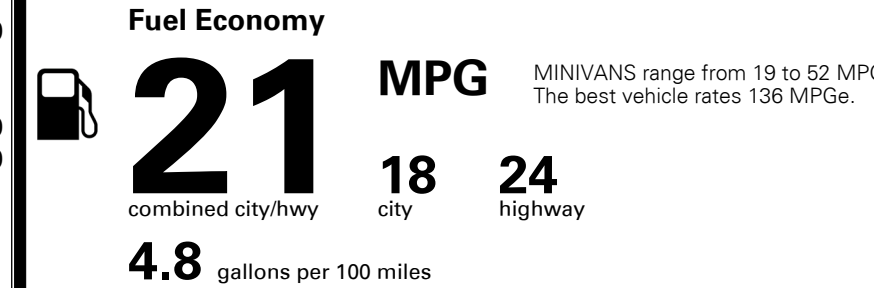 Fuel Economy
21 MPG
MINIVANS range from 19 to 52 MPG
The best vehicle rates 136 MPGe.
18 24
combined city/hwy city highway
4.8 gallons per 100 miles